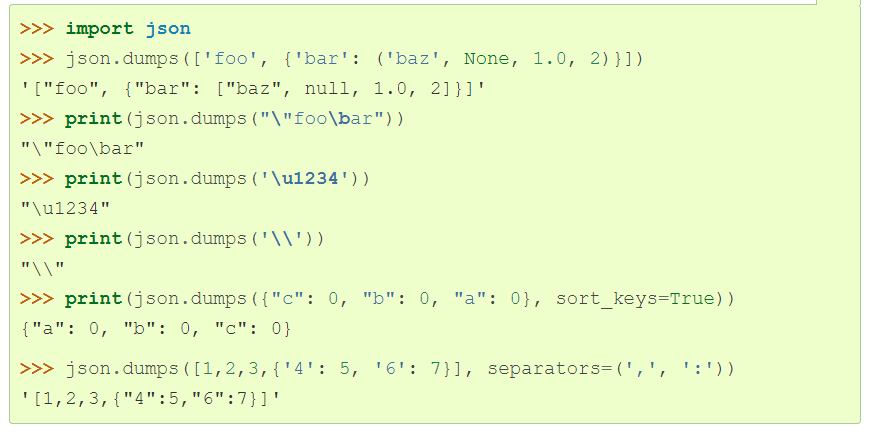 >>> import json
>>> json.dumps(['foo', {'bar': ('baz', None, 1.0, 2)}])
'["foo", {"bar": ["baz", null, 1.0, 2]}]'
>>> print(json.dumps("\"foo\bar"))
"\"foo\bar"
>>> print(json.dumps('\u1234'))
"\u1234"
>>> print(json.dumps('\\'))
"\\"
>>> print(json.dumps({"c": 0, "b": 0, "a": 0}, sort_keys=True))
{"a": 0, "b": 0, "c": 0}
>>> json.dumps([1,2,3,{'4': 5, '6': 7}], separators=(',', ':'))
'[1,2,3,{"4":5,"6":7}]'